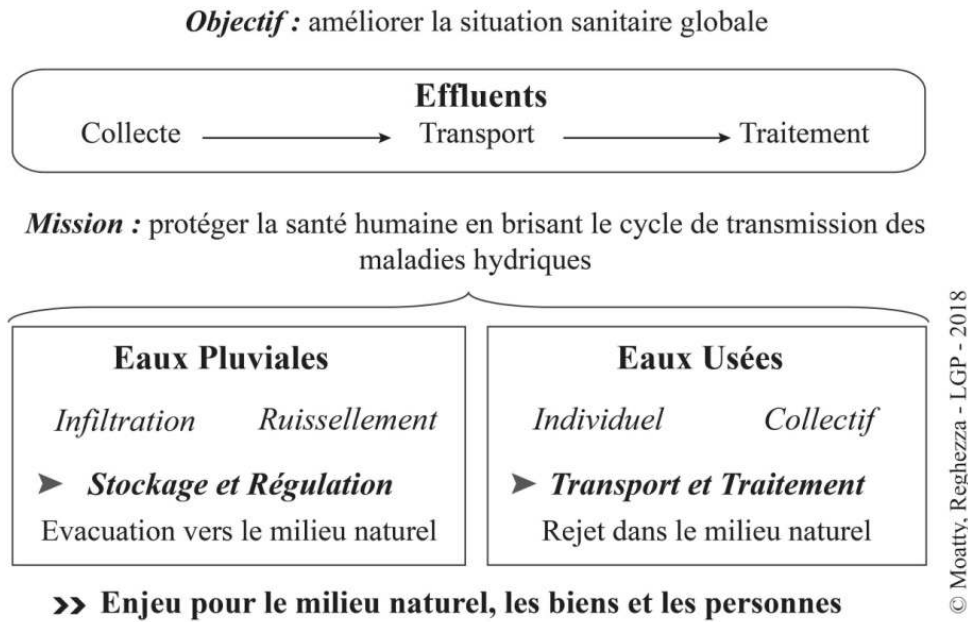 Objectif : améliorer la situation sanitaire globale
Effluents
Collecte Transport Traitement
Mission : protéger la santé humaine en brisant le cycle de transmission des
maladies hydriques
Eaux Pluviales
Infiltration Ruissellement
Stockage et Régulation
Evacuation vers le milieu naturel
Eaux Usées
Individuel Collectif
Transport et Traitement
Rejet dans le milieu naturel
Enjeu pour le milieu naturel, les biens et les personnes
© Moatty, Reghezza - LGP - 2018